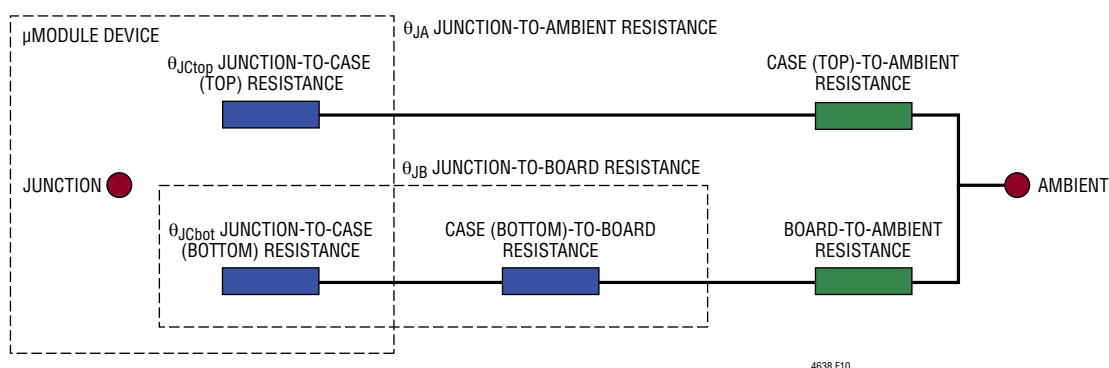 µMODULE DEVICE
θJA JUNCTION-TO-AMBIENT RESISTANCE
θJCtop JUNCTION-TO-CASE
(TOP) RESISTANCE
CASE (TOP)-TO-AMBIENT
RESISTANCE
θJB JUNCTION-TO-BOARD RESISTANCE
JUNCTION
AMBIENT
θJCbot JUNCTION-TO-CASE
(BOTTOM) RESISTANCE
CASE (BOTTOM)-TO-BOARD
RESISTANCE
BOARD-TO-AMBIENT
RESISTANCE
4638 F10